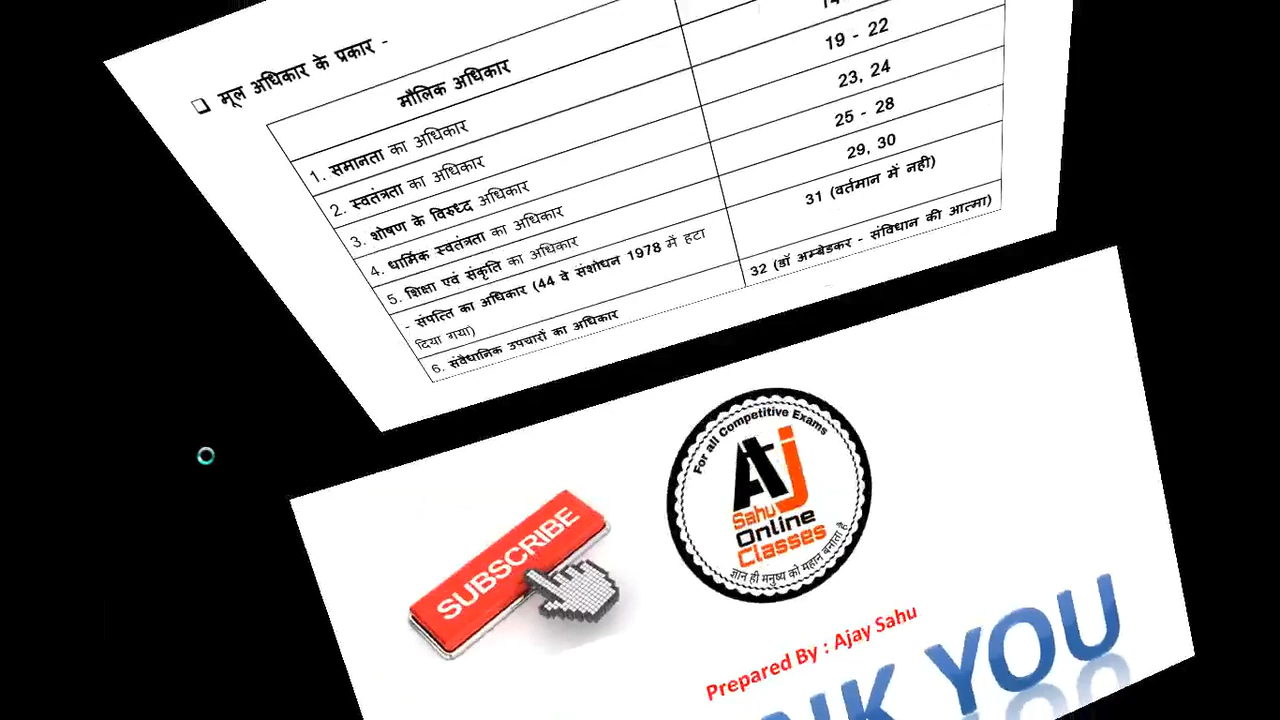 ❑ मूल अधिकार के प्रकार -
मौलिक अधिकार
1. समानता का अधिकार
14
2. स्वतंत्रता का अधिकार
19 - 22
3. शोषण के विरुध्द अधिकार
23, 24
4. धार्मिक स्वतंत्रता का अधिकार
25 - 28
5. शिक्षा एवं संकृति का अधिकार
29, 30
- संपत्ति का अधिकार (44 वे संशोधन 1978 में हटा
दिया गया)
31 (वर्तमान में नही)
6. संवैधानिक उपचारों का अधिकार
32 (डॉ अम्बेडकर - संविधान की आत्मा)
SUBSCRIBE
For all Competitive Exams
Aj
Sahu
Online
Classes
ज्ञान ही मनुष्य को महान बनाता है
Prepared By : Ajay Sahu
YOU